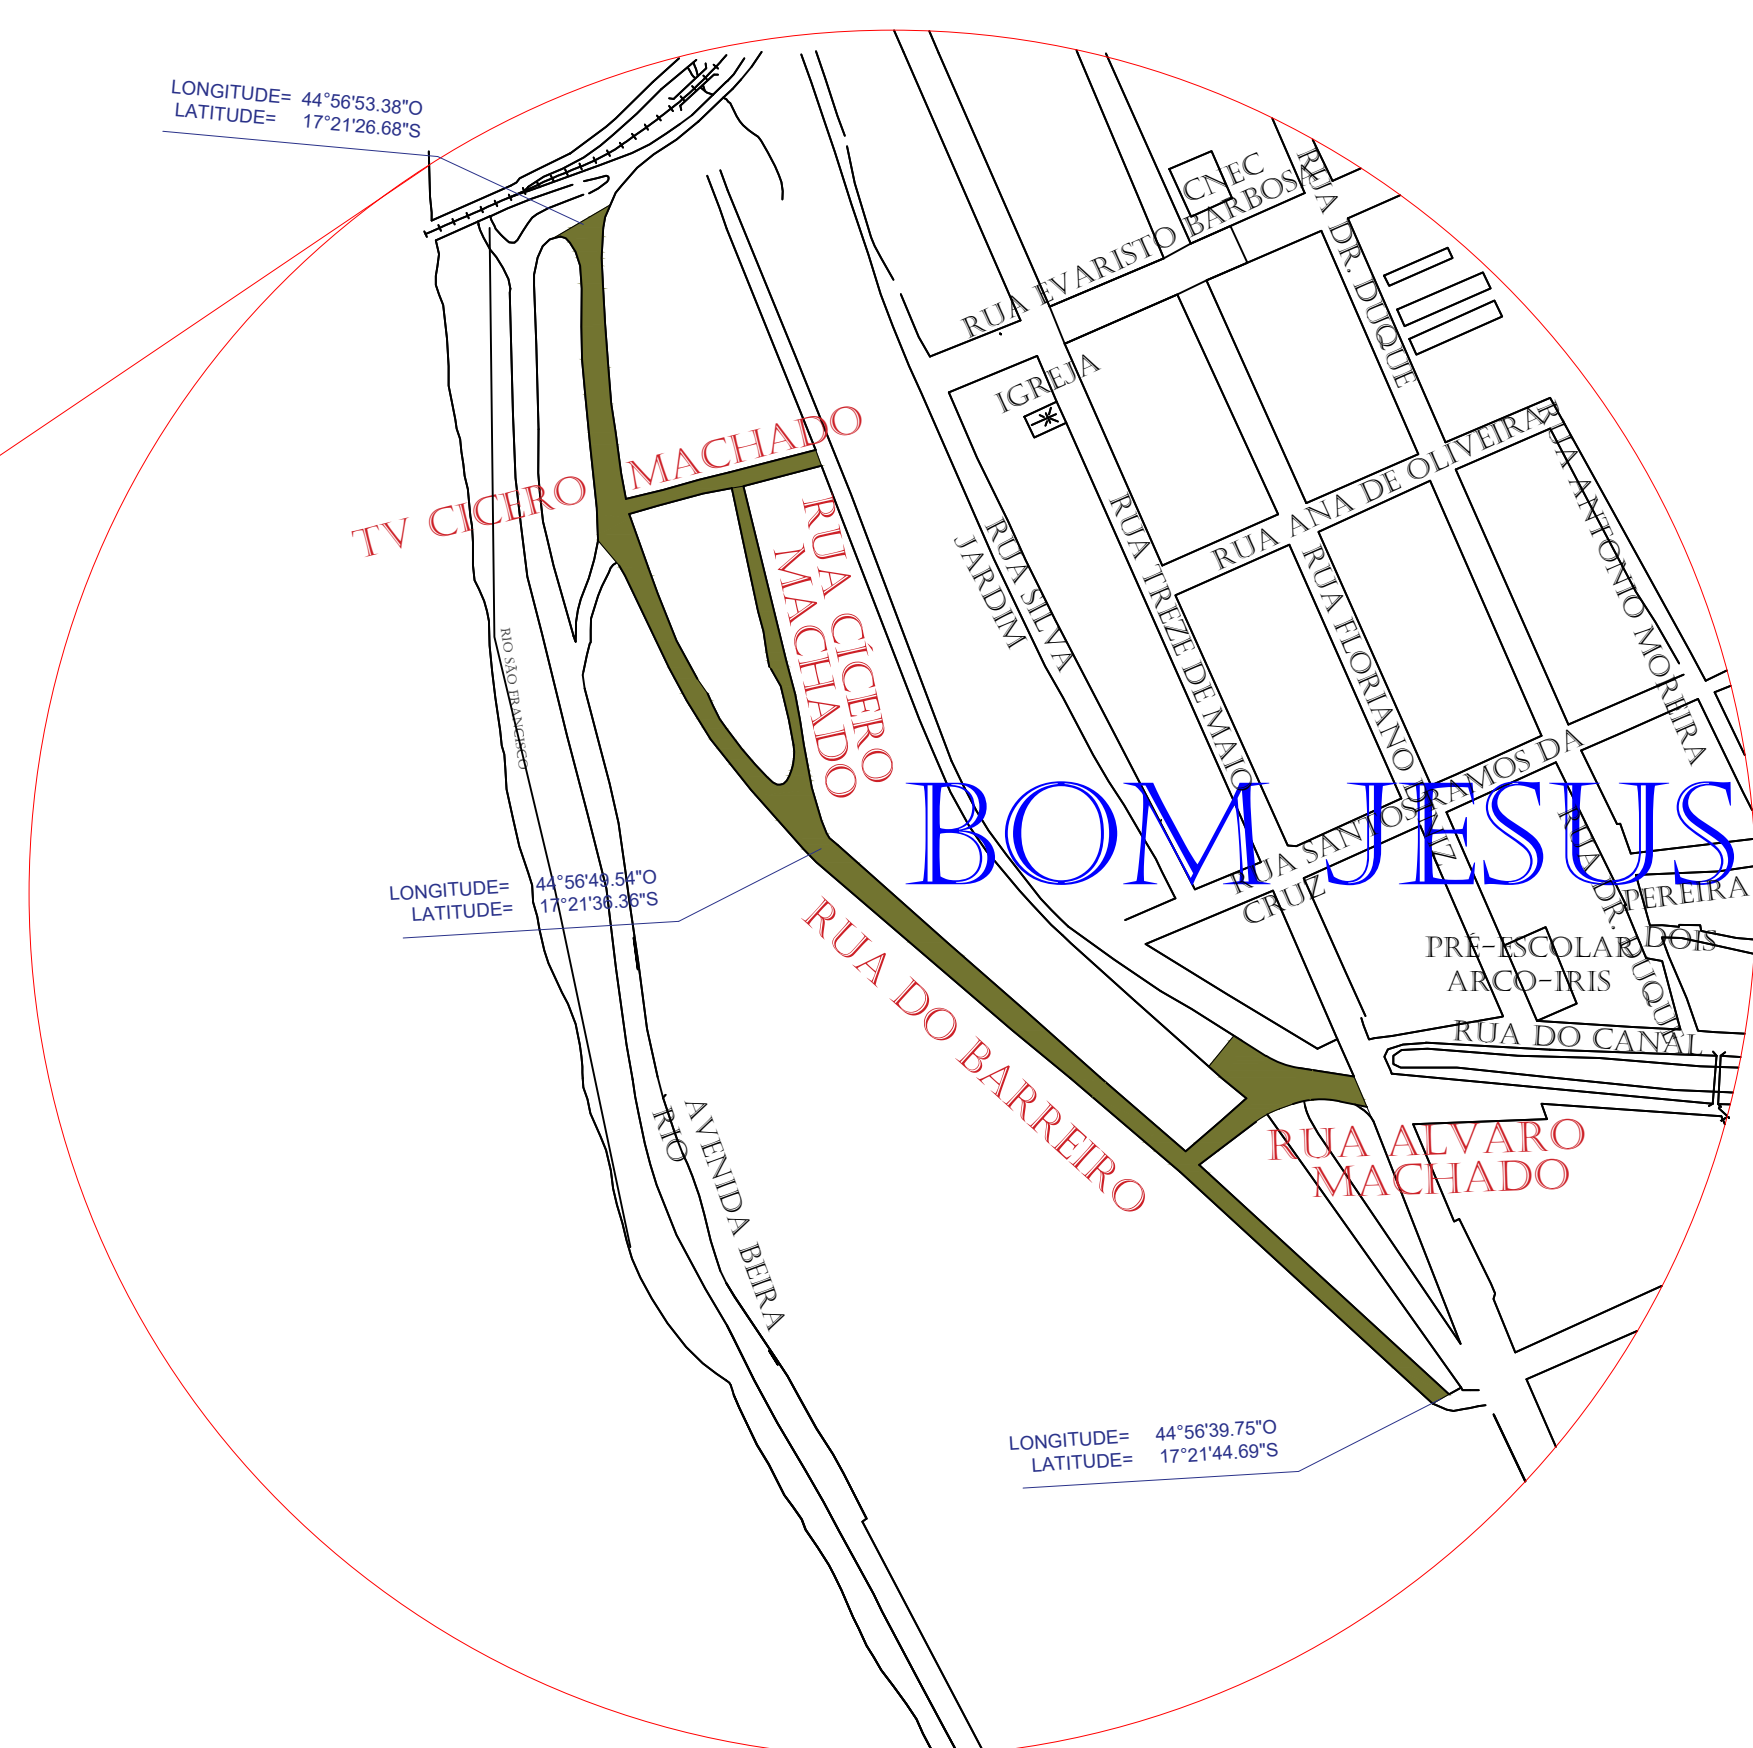 LONGITUDE= 44°56'53.38"O
LATITUDE= 17°21'26.68"S
CNEC
RUA EVARISTO BARBOSA
RUA DR. DUQUE
IGREJA
TV CICERO MACHADO
RUA ANA DE OLIVEIRA
RUA ANTONIO MOREIRA
RUA CÍCERO
MACHADO
RUA SILVA
JARDIM
RUA TREZE DE MAIO
RUA FLORIANO
RIO SÃO FRANCISCO
BOM JESUS
RUA SANTOS RAMOS DA
CRUZ
RUA DR. DUQUE
PEREIRA
DOIS
PRÉ-ESCOLAR
ARCO-IRIS
RUA DO CANAL
LONGITUDE= 44°56'49.54"O
LATITUDE= 17°21'36.36"S
RUA DO BARREIRO
RUA ALVARO
MACHADO
AVENIDA BEIRA
RIO
LONGITUDE= 44°56'39.75"O
LATITUDE= 17°21'44.69"S